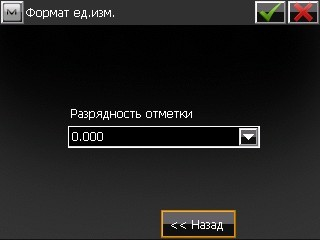 M
Формат ед.изм.
Разрядность отметки
0.000
<< Назад